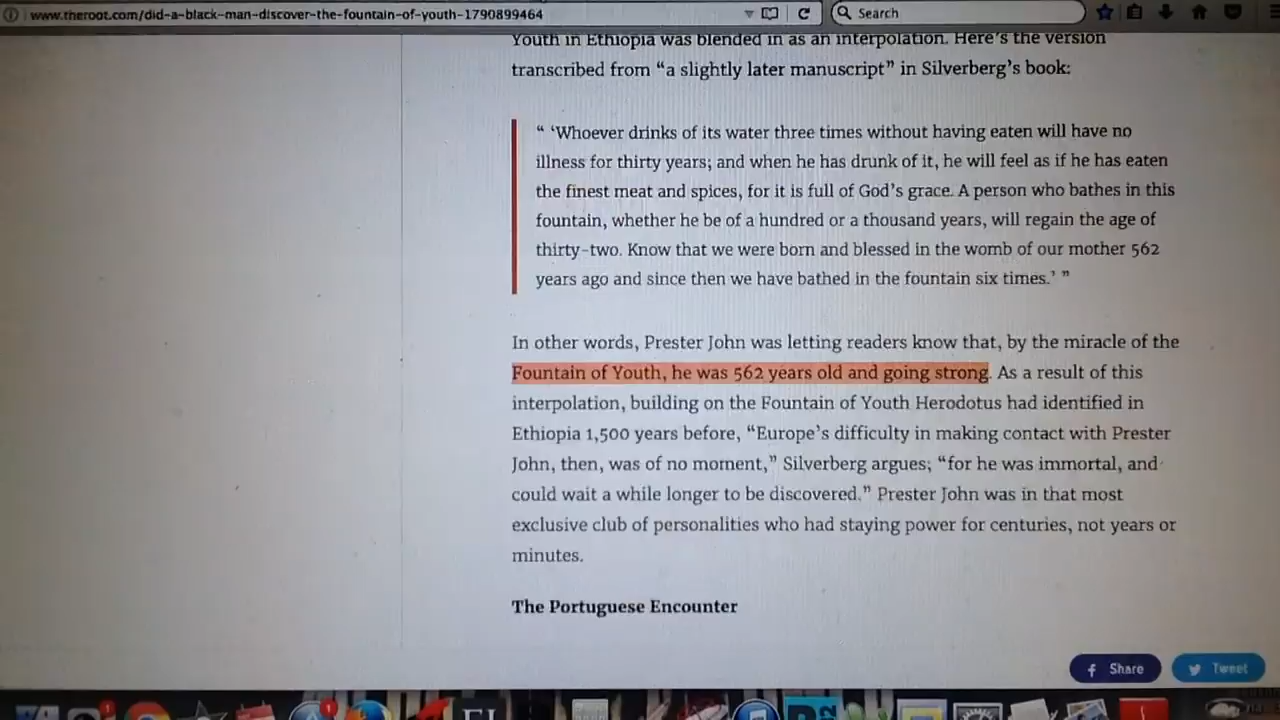 www.theroot.com/did-a-black-man-discover-the-fountain-of-youth-1790899464
Search
Youth in Ethiopia was blended in as an interpolation. Here's the version
transcribed from “a slightly later manuscript” in Silverberg's book:
“ ‘Whoever drinks of its water three times without having eaten will have no
illness for thirty years; and when he has drunk of it, he will feel as if he has eaten
the finest meat and spices, for it is full of God's grace. A person who bathes in this
fountain, whether he be of a hundred or a thousand years, will regain the age of
thirty-two. Know that we were born and blessed in the womb of our mother 562
years ago and since then we have bathed in the fountain six times.’ ”
In other words, Prester John was letting readers know that, by the miracle of the
Fountain of Youth, he was 562 years old and going strong. As a result of this
interpolation, building on the Fountain of Youth Herodotus had identified in
Ethiopia 1,500 years before, “Europe's difficulty in making contact with Prester
John, then, was of no moment,” Silverberg argues; “for he was immortal, and
could wait a while longer to be discovered.” Prester John was in that most
exclusive club of personalities who had staying power for centuries, not years or
minutes.
The Portuguese Encounter
f Share
Tweet